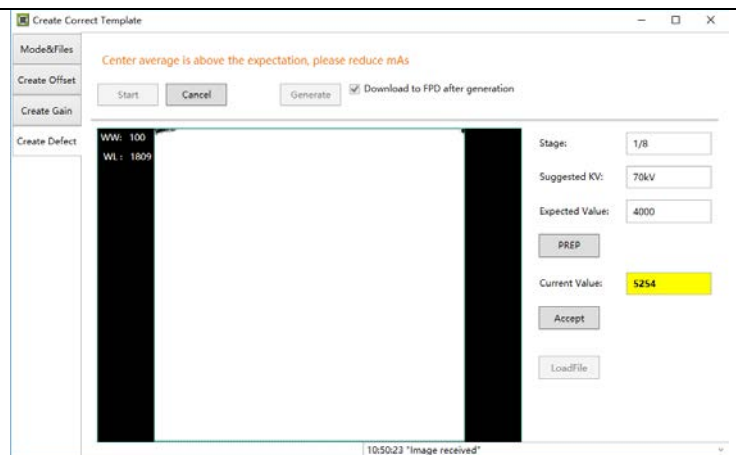 Create Correct Template
Mode&Files
Create Offset
Create Gain
Create Defect
Center average is above the expectation, please reduce mAs
Start
Cancel
Generate
Download to FPD after generation
WW: 100
WL: 1809
Stage:
1/8
Suggested KV:
70kV
Expected Value:
4000
PREP
Current Value:
5254
Accept
LoadFile
10:50:23 "Image received"